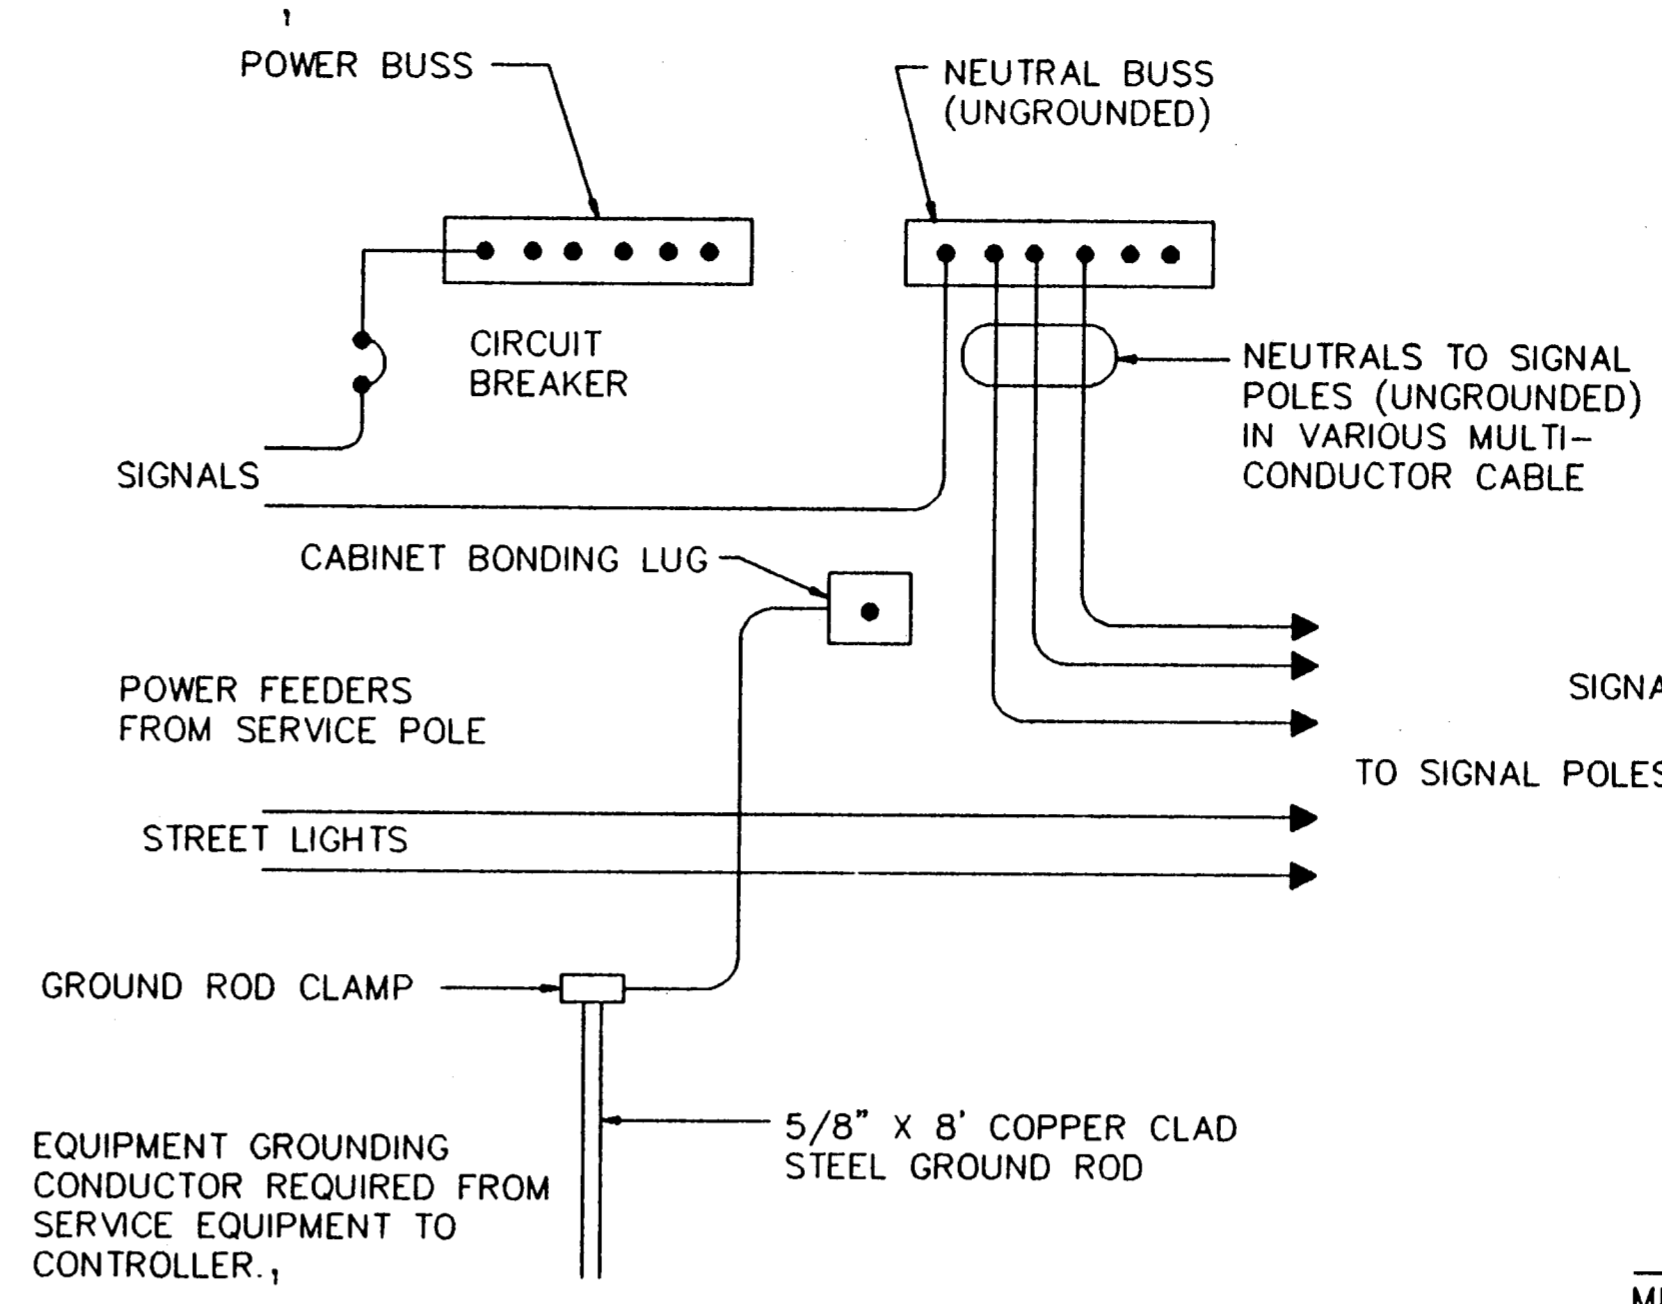 POWER BUSS
NEUTRAL BUSS
(UNGROUNDED)
CIRCUIT
BREAKER
NEUTRALS TO SIGNAL
POLES (UNGROUNDED)
IN VARIOUS MULTI-
CONDUCTOR CABLE
SIGNALS
CABINET BONDING LUG
POWER FEEDERS
FROM SERVICE POLE
SIGNA
TO SIGNAL POLES
STREET LIGHTS
GROUND ROD CLAMP
5/8" X 8' COPPER CLAD
STEEL GROUND ROD
EQUIPMENT GROUNDING
CONDUCTOR REQUIRED FROM
SERVICE EQUIPMENT TO
CONTROLLER.,